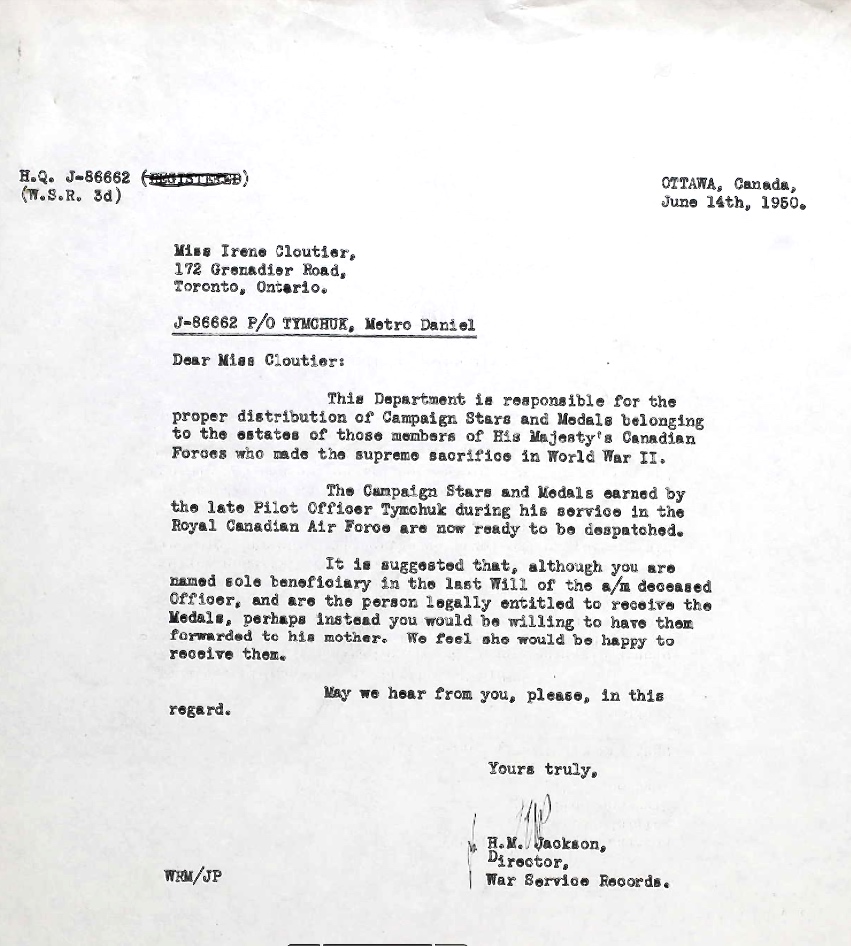 H.Q. J-86662 (REGISTERED)
(W.S.R. 3d)
OTTAWA, Canada,
June 14th, 1950.
Miss Irene Cloutier,
172 Grenadier Road,
Toronto, Ontario.
J-86662 P/O TYMCHUK, Metro Daniel
Dear Miss Cloutier:
This Department is responsible for the
proper distribution of Campaign Stars and Medals belonging
to the estates of those members of His Majesty's Canadian
Forces who made the supreme sacrifice in World War II.
The Campaign Stars and Medals earned by
the late Pilot Officer Tymchuk during his service in the
Royal Canadian Air Force are now ready to be despatched.
It is suggested that, although you are
named sole beneficiary in the last Will of the a/m deceased
Officer, and are the person legally entitled to receive the
Medals, perhaps instead you would be willing to have them
forwarded to his mother. We feel she would be happy to
receive them.
May we hear from you, please, in this
regard.
Yours truly,
H.M. Jackson,
Director,
War Service Records.
WRM/JP